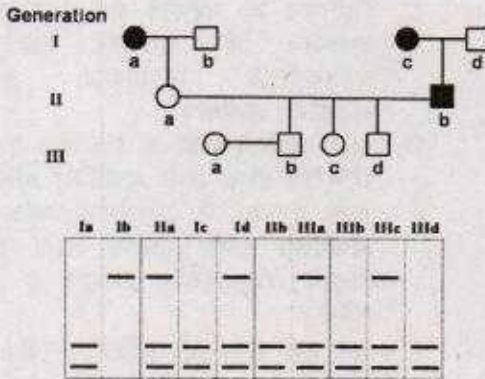 Generation
I
a b c d
II
a b
III
a b c d
Ia Ib IIa Ic Id IIb IIIa IIIb IIIc IIId